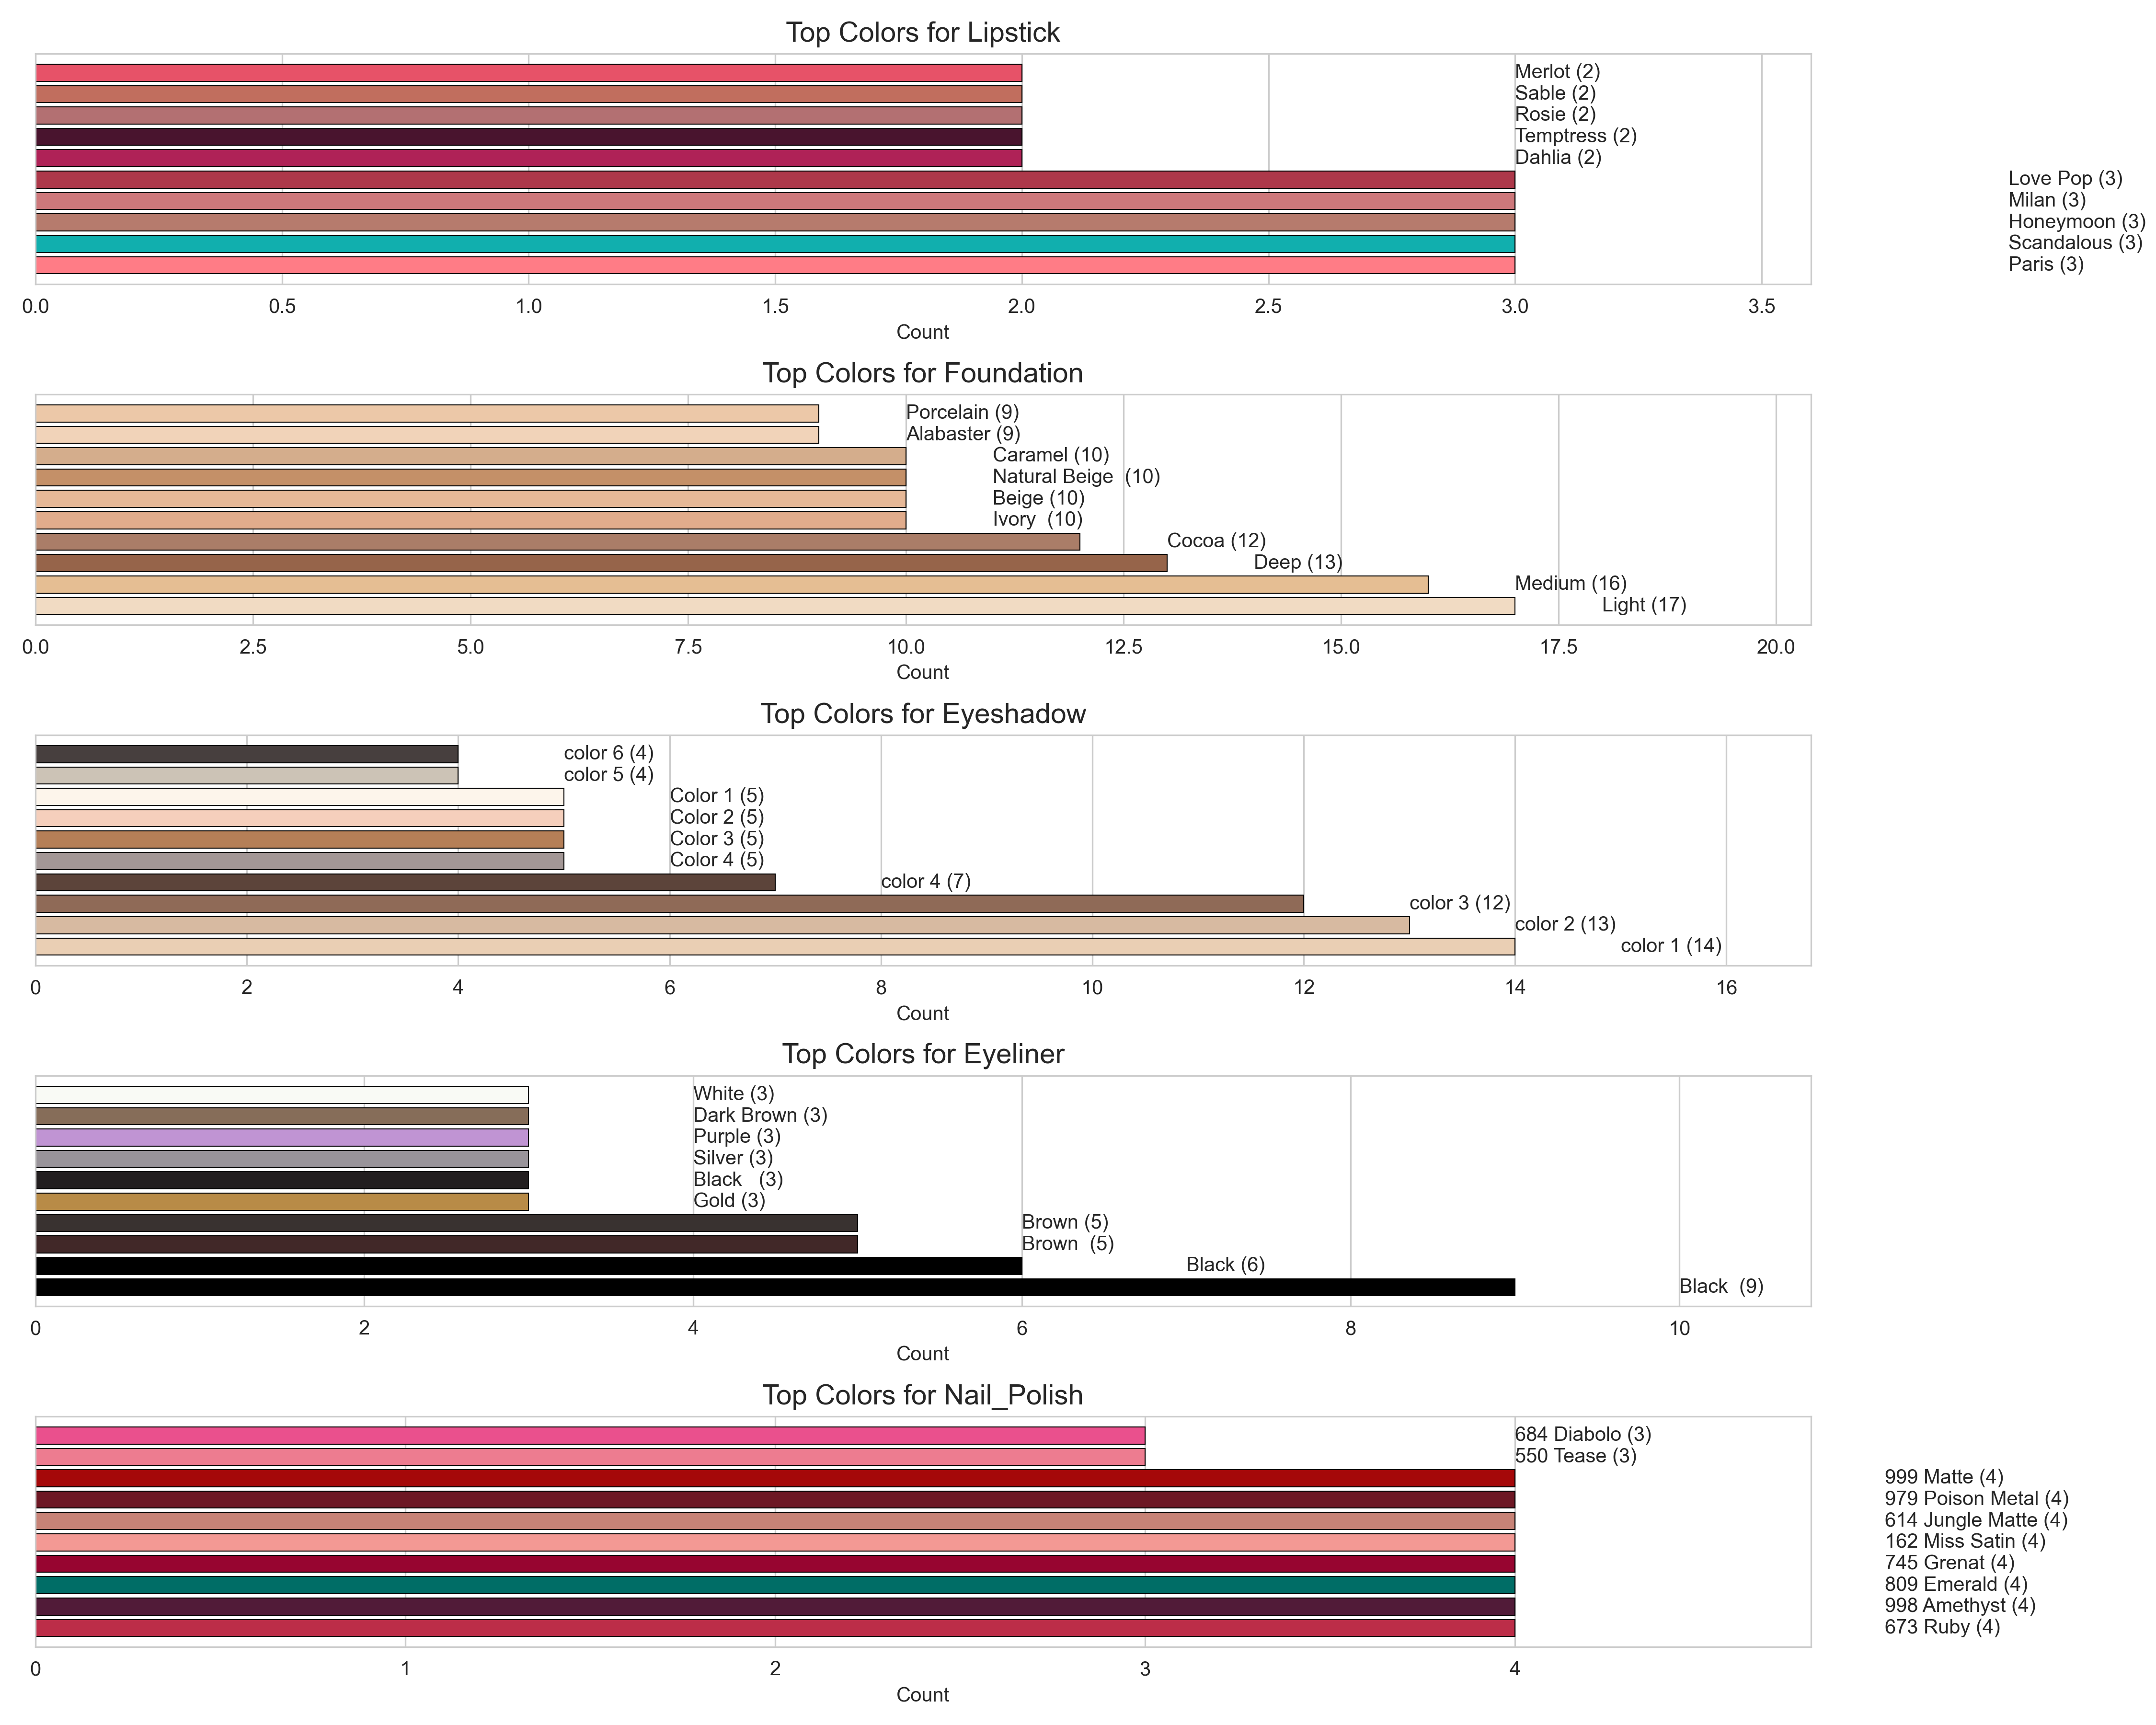 Top Colors for Lipstick
Merlot (2)
Sable (2)
Rosie (2)
Temptress (2)
Dahlia (2)
Love Pop (3)
Milan (3)
Honeymoon (3)
Scandalous (3)
Paris (3)
0.0 0.5 1.0 1.5 2.0 2.5 3.0 3.5
Count
Top Colors for Foundation
Porcelain (9)
Alabaster (9)
Caramel (10)
Natural Beige  (10)
Beige (10)
Ivory  (10)
Cocoa (12)
Deep (13)
Medium (16)
Light (17)
0.0 2.5 5.0 7.5 10.0 12.5 15.0 17.5 20.0
Count
Top Colors for Eyeshadow
color 6 (4)
color 5 (4)
Color 1 (5)
Color 2 (5)
Color 3 (5)
Color 4 (5)
color 4 (7)
color 3 (12)
color 2 (13)
color 1 (14)
0 2 4 6 8 10 12 14 16
Count
Top Colors for Eyeliner
White (3)
Dark Brown (3)
Purple (3)
Silver (3)
Black   (3)
Gold (3)
Brown (5)
Brown  (5)
Black (6)
Black  (9)
0 2 4 6 8 10
Count
Top Colors for Nail_Polish
684 Diabolo (3)
550 Tease (3)
999 Matte (4)
979 Poison Metal (4)
614 Jungle Matte (4)
162 Miss Satin (4)
745 Grenat (4)
809 Emerald (4)
998 Amethyst (4)
673 Ruby (4)
0 1 2 3 4
Count